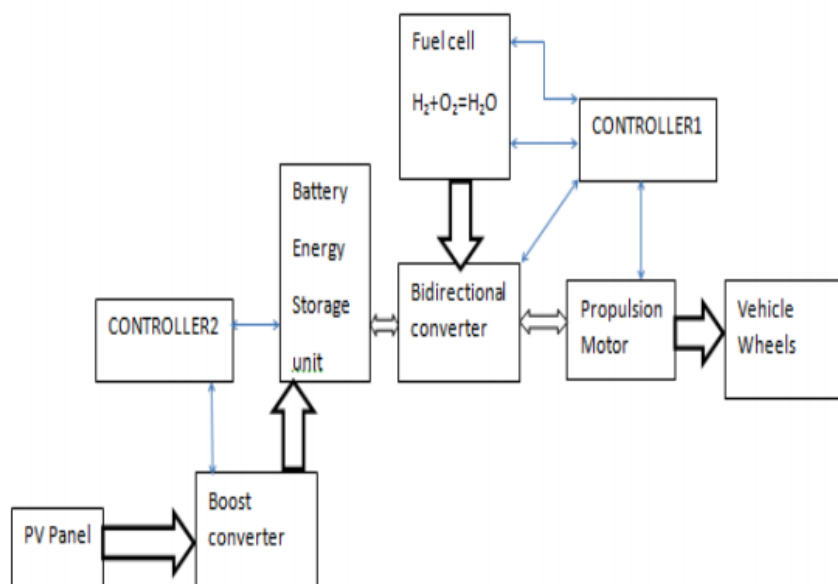 Fuel cell
H₂+O₂=H₂O
CONTROLLER1
Battery
Energy
Storage
unit
CONTROLLER2
Bidirectional
converter
Propulsion
Motor
Vehicle
Wheels
Boost
converter
PV Panel